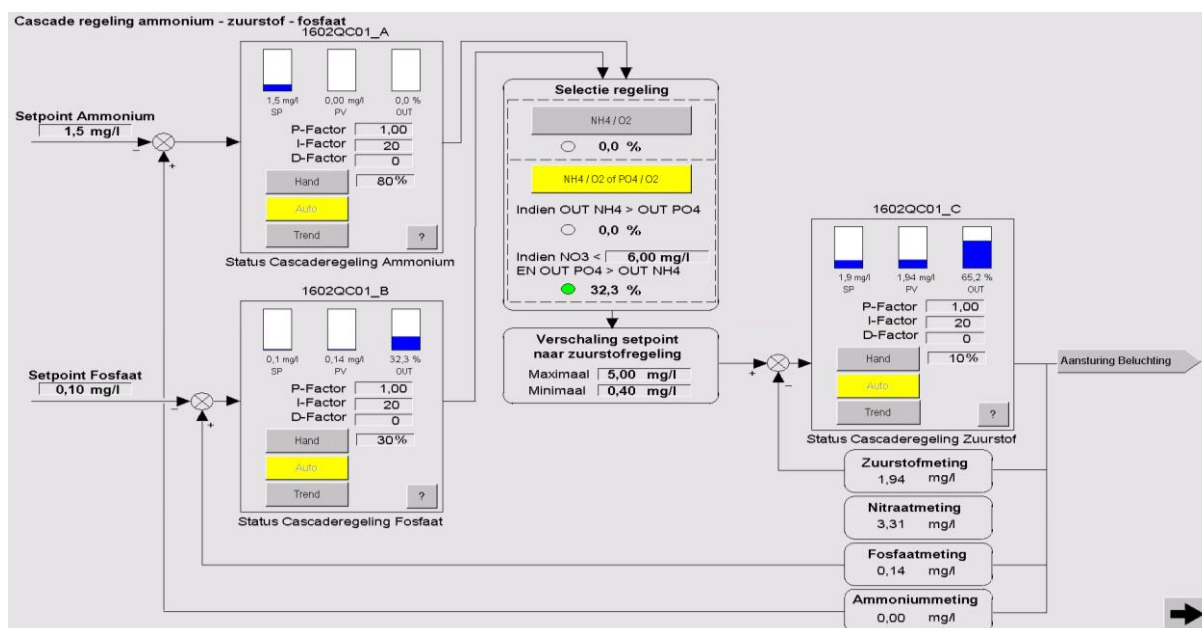 Cascade regeling ammonium - zuurstof - fosfaat
1602QC01_A
1,5 mg/l 0,00 mg/l 0,0 %
SP PV OUT
Setpoint Ammonium
1,5 mg/l
P-Factor 1,00
I-Factor 20
D-Factor 0
Hand 80%
Auto
Trend ?
Status Cascaderegeling Ammonium
1602QC01_B
0,1 mg/l 0,14 mg/l 32,3 %
SP PV OUT
Setpoint Fosfaat
0,10 mg/l
P-Factor 1,00
I-Factor 20
D-Factor 0
Hand 30%
Auto
Trend ?
Status Cascaderegeling Fosfaat
Selectie regeling
NH4 / O2
0,0 %
NH4 / O2 of PO4 / O2
Indien OUT NH4 > OUT PO4
0,0 %
Indien NO3 < 6,00 mg/l
EN OUT PO4 > OUT NH4
32,3 %
Verschaling setpoint
naar zuurstofregeling
Maximaal 5,00 mg/l
Minimaal 0,40 mg/l
1602QC01_C
1,9 mg/l 1,94 mg/l 65,2 %
SP PV OUT
P-Factor 1,00
I-Factor 20
D-Factor 0
Hand 10%
Auto
Trend ?
Status Cascaderegeling Zuurstof
Aansturing Beluchting
Zuurstofmeting
1,94 mg/l
Nitraatmeting
3,31 mg/l
Fosfaatmeting
0,14 mg/l
Ammoniummeting
0,00 mg/l